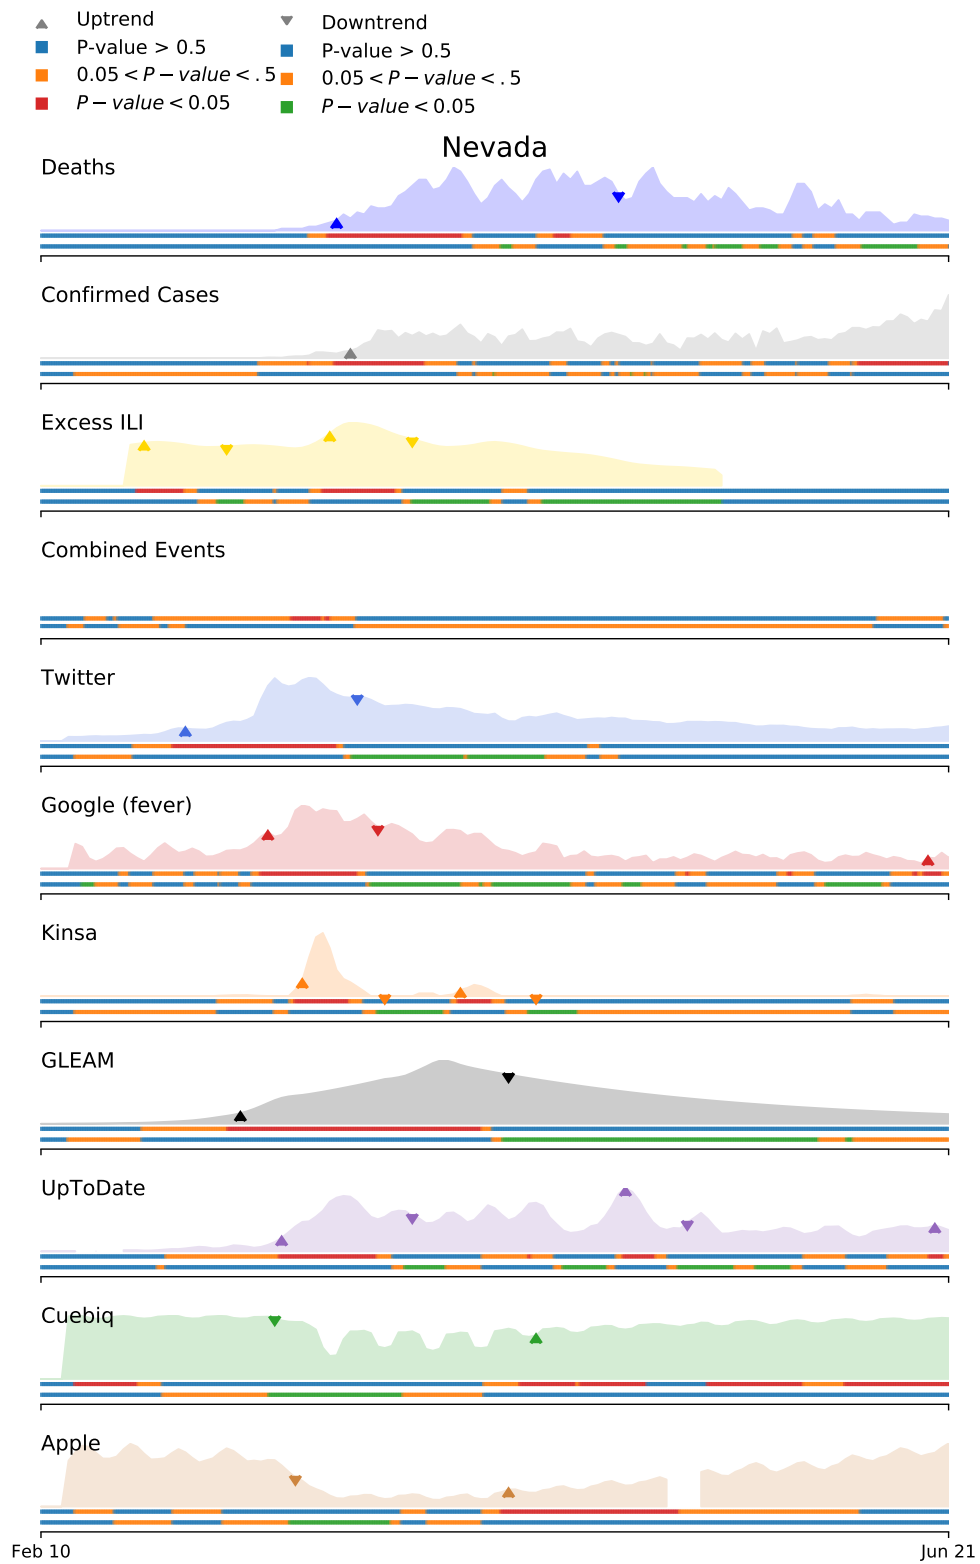 Uptrend
P-value > 0.5
0.05 < P − value < .5
P − value < 0.05
Downtrend
P-value > 0.5
0.05 < P − value < .5
P − value < 0.05
Nevada
Deaths
Confirmed Cases
Excess ILI
Combined Events
Twitter
Google (fever)
Kinsa
GLEAM
UpToDate
Cuebiq
Apple
Feb 10
Jun 21